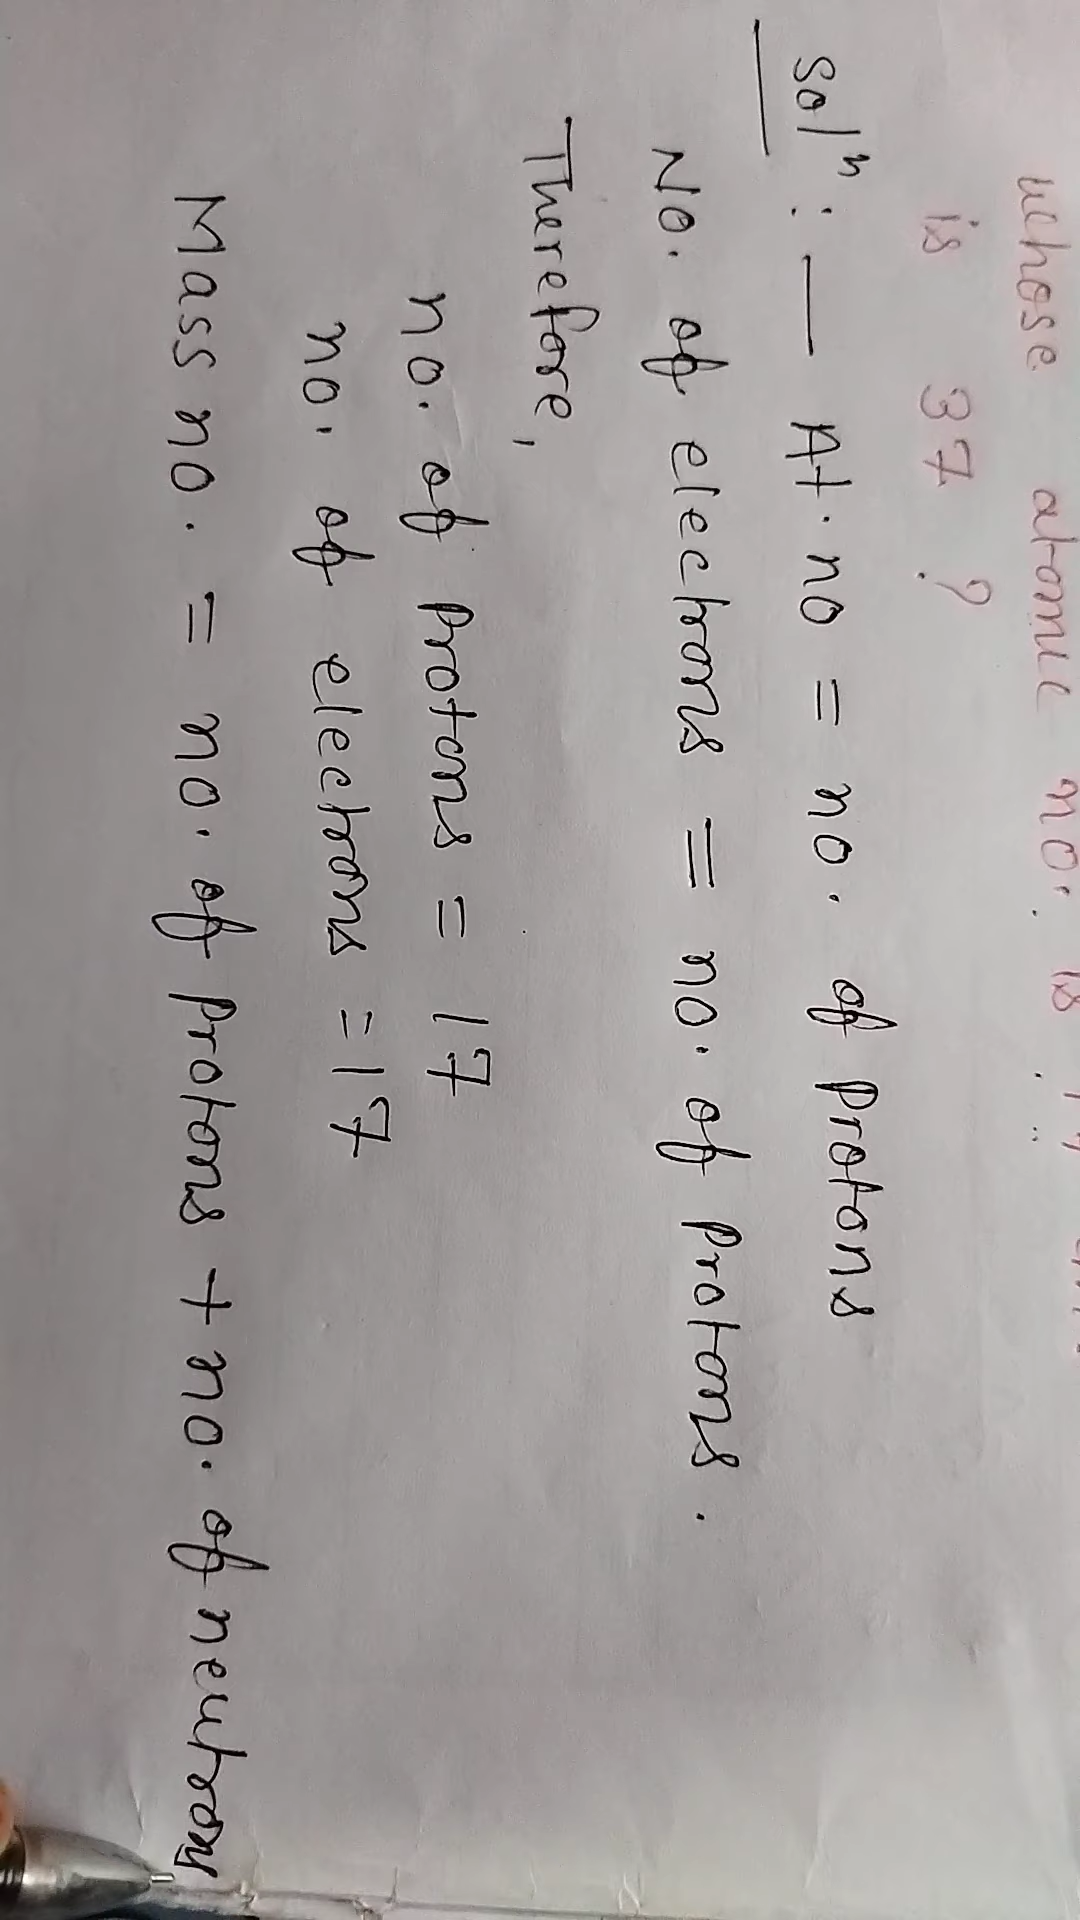 whose atomic no. is
is 37 ?
Solⁿ : — At. no = no. of protons
No. of electrons = no. of protons.
Therefore,
no. of protons = 17
no. of electrons = 17
Mass no. = no. of protons + no. of neutrons